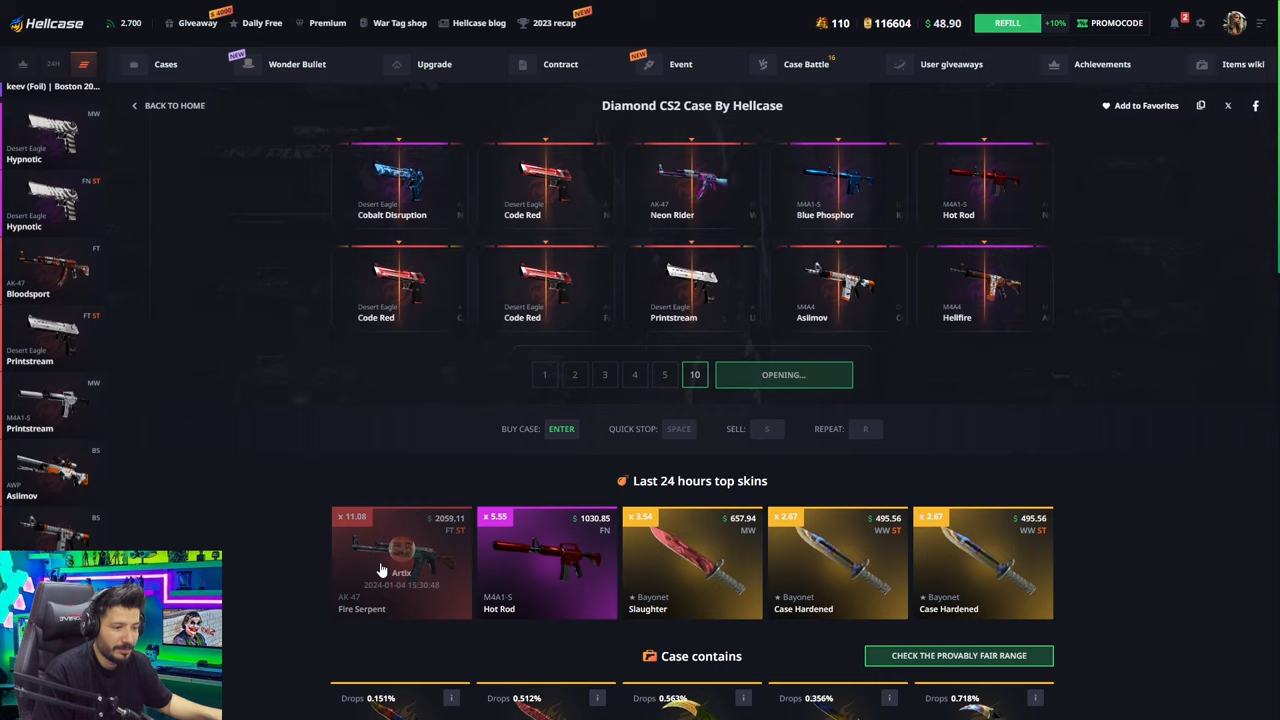 Hellcase
2.700
Giveaway
$ 4000
Daily Free
Premium
War Tag shop
Hellcase blog
2023 recap
NEW
110
116604
$ 48.90
REFILL
+10%
PROMOCODE
2
24H
Cases
NEW
Wonder Bullet
Upgrade
Contract
NEW
Event
Case Battle
16
User giveaways
Achievements
Items wiki
keev (Foil) | Boston 20...
BACK TO HOME
Diamond CS2 Case By Hellcase
Add to Favorites
MW
Desert Eagle
Hypnotic
FN ST
Desert Eagle
Hypnotic
FT
AK-47
Bloodsport
FT ST
Desert Eagle
Printstream
MW
M4A1-S
Printstream
BS
AWP
Asiimov
BS
Desert Eagle
Cobalt Disruption
Desert Eagle
Code Red
AK-47
Neon Rider
M4A1-S
Blue Phosphor
M4A1-S
Hot Rod
Desert Eagle
Code Red
Desert Eagle
Code Red
Desert Eagle
Printstream
M4A4
Asiimov
M4A4
Hellfire
1 2 3 4 5 10 OPENING...
BUY CASE: ENTER QUICK STOP: SPACE SELL: S REPEAT: R
Last 24 hours top skins
x 11.08
$ 2059.11
FT ST
Artix
2024-01-04 15:30:48
AK-47
Fire Serpent
x 5.55
$ 1030.85
FN
M4A1-S
Hot Rod
x 3.54
$ 657.94
MW
★ Bayonet
Slaughter
x 2.67
$ 495.56
WW ST
★ Bayonet
Case Hardened
x 2.67
$ 495.56
WW ST
★ Bayonet
Case Hardened
Case contains
CHECK THE PROVABLY FAIR RANGE
Drops 0.151%
Drops 0.512%
Drops 0.563%
Drops 0.356%
Drops 0.718%